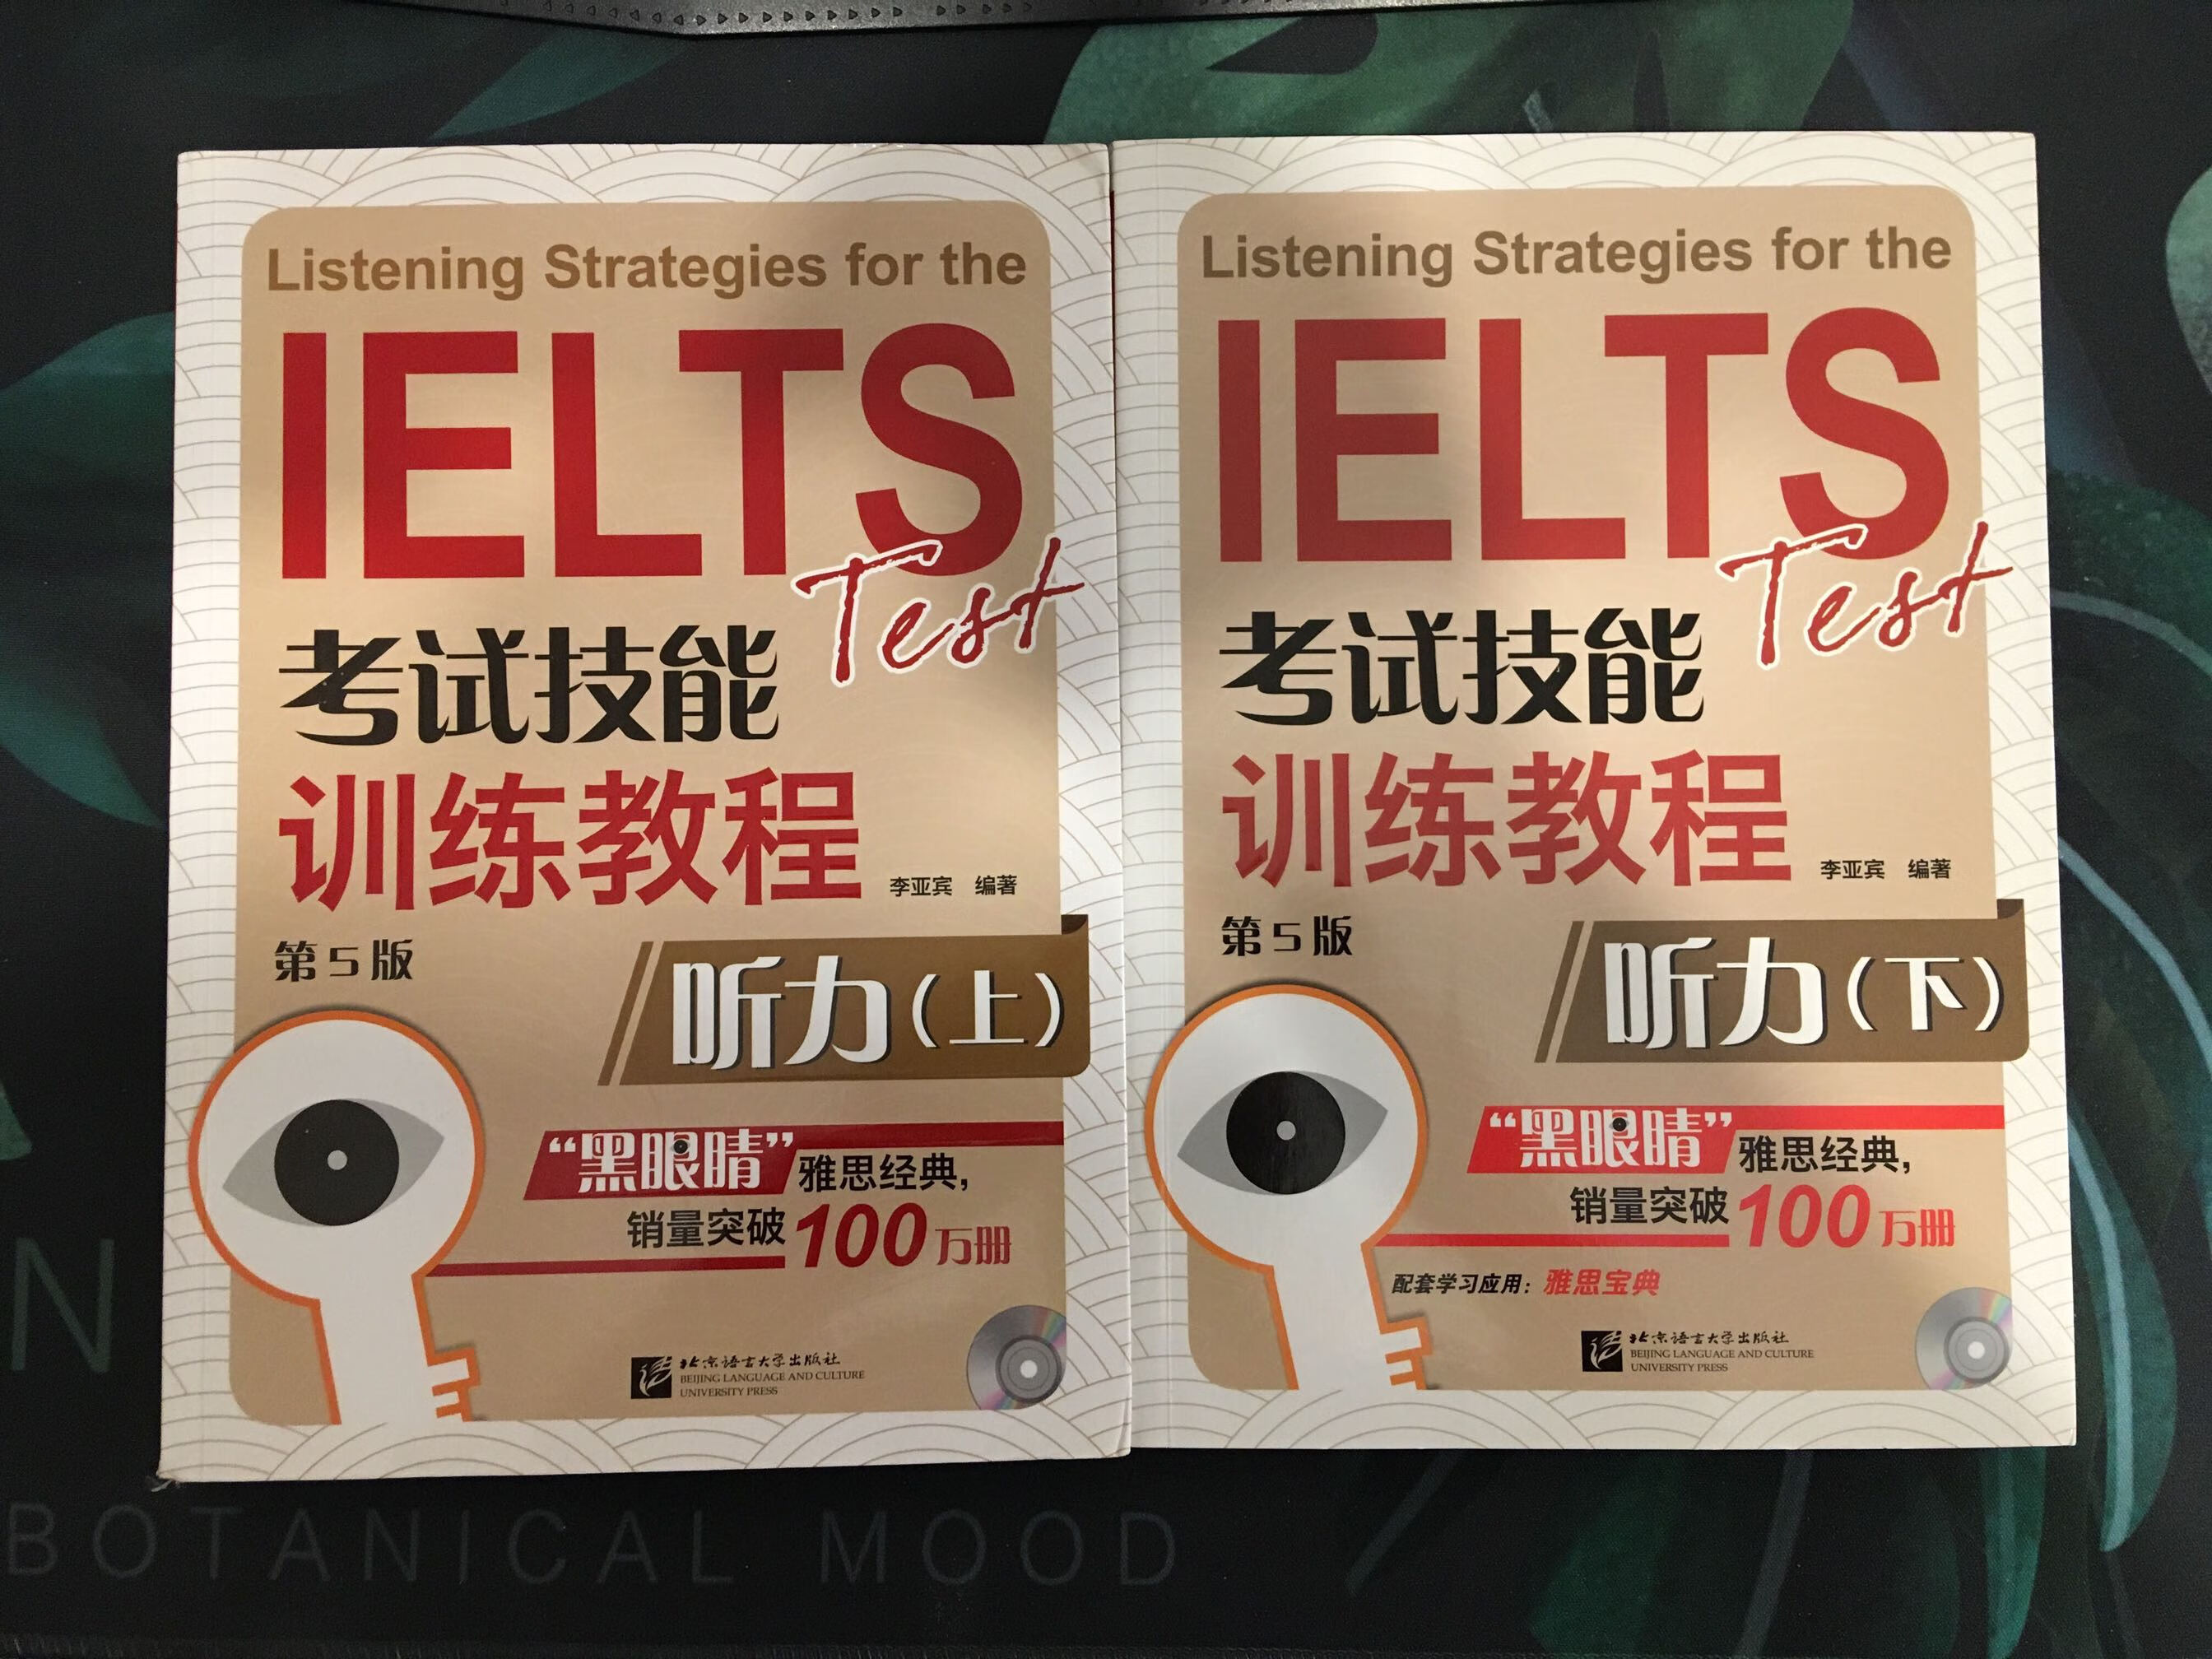 Listening Strategies for the
IELTS
Test
考试技能
训练教程
李亚宾 编著
第5版
听力(上)
“黑眼睛”雅思经典,
销量突破100万册
北京语言大学出版社
BEIJING LANGUAGE AND CULTURE
UNIVERSITY PRESS
Listening Strategies for the
IELTS
Test
考试技能
训练教程
李亚宾 编著
第5版
听力(下)
“黑眼睛”雅思经典,
销量突破100万册
配套学习应用:雅思宝典
北京语言大学出版社
BEIJING LANGUAGE AND CULTURE
UNIVERSITY PRESS
N
BOTANICAL MOOD